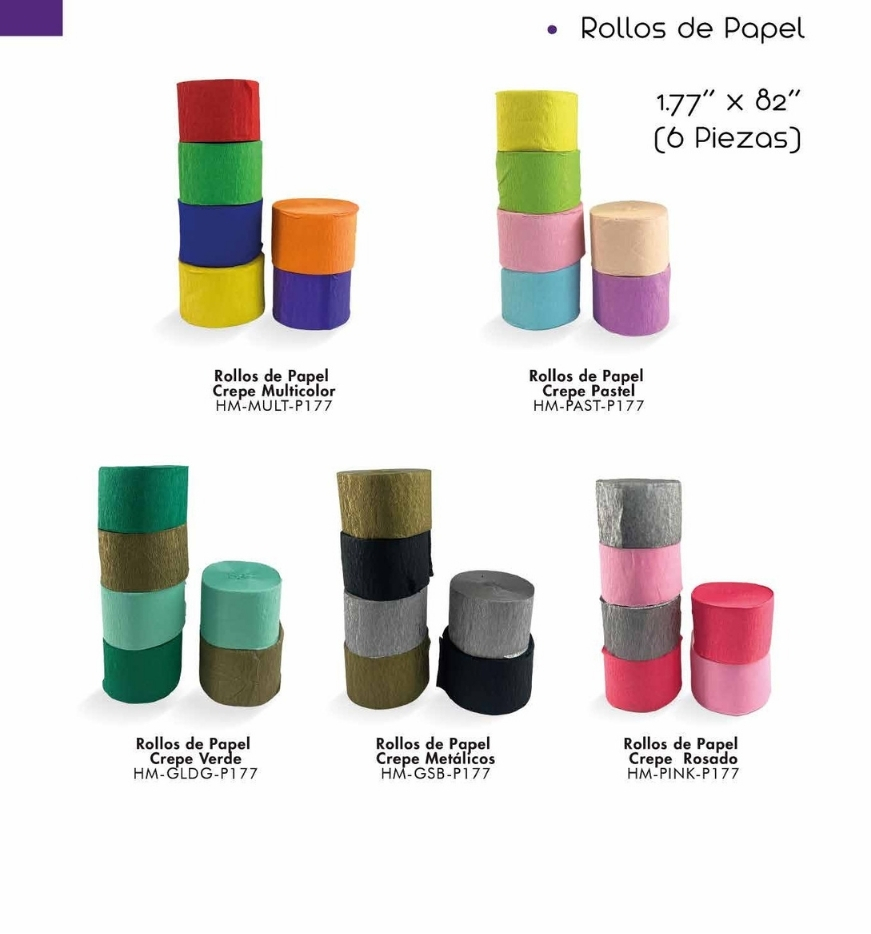 • Rollos de Papel
1.77” x 82”
(6 Piezas)
Rollos de Papel
Crepe Multicolor
HM-MULT-P177
Rollos de Papel
Crepe Pastel
HM-PAST-P177
Rollos de Papel
Crepe Verde
HM-GLDG-P177
Rollos de Papel
Crepe Metálicos
HM-GSB-P177
Rollos de Papel
Crepe Rosado
HM-PINK-P177